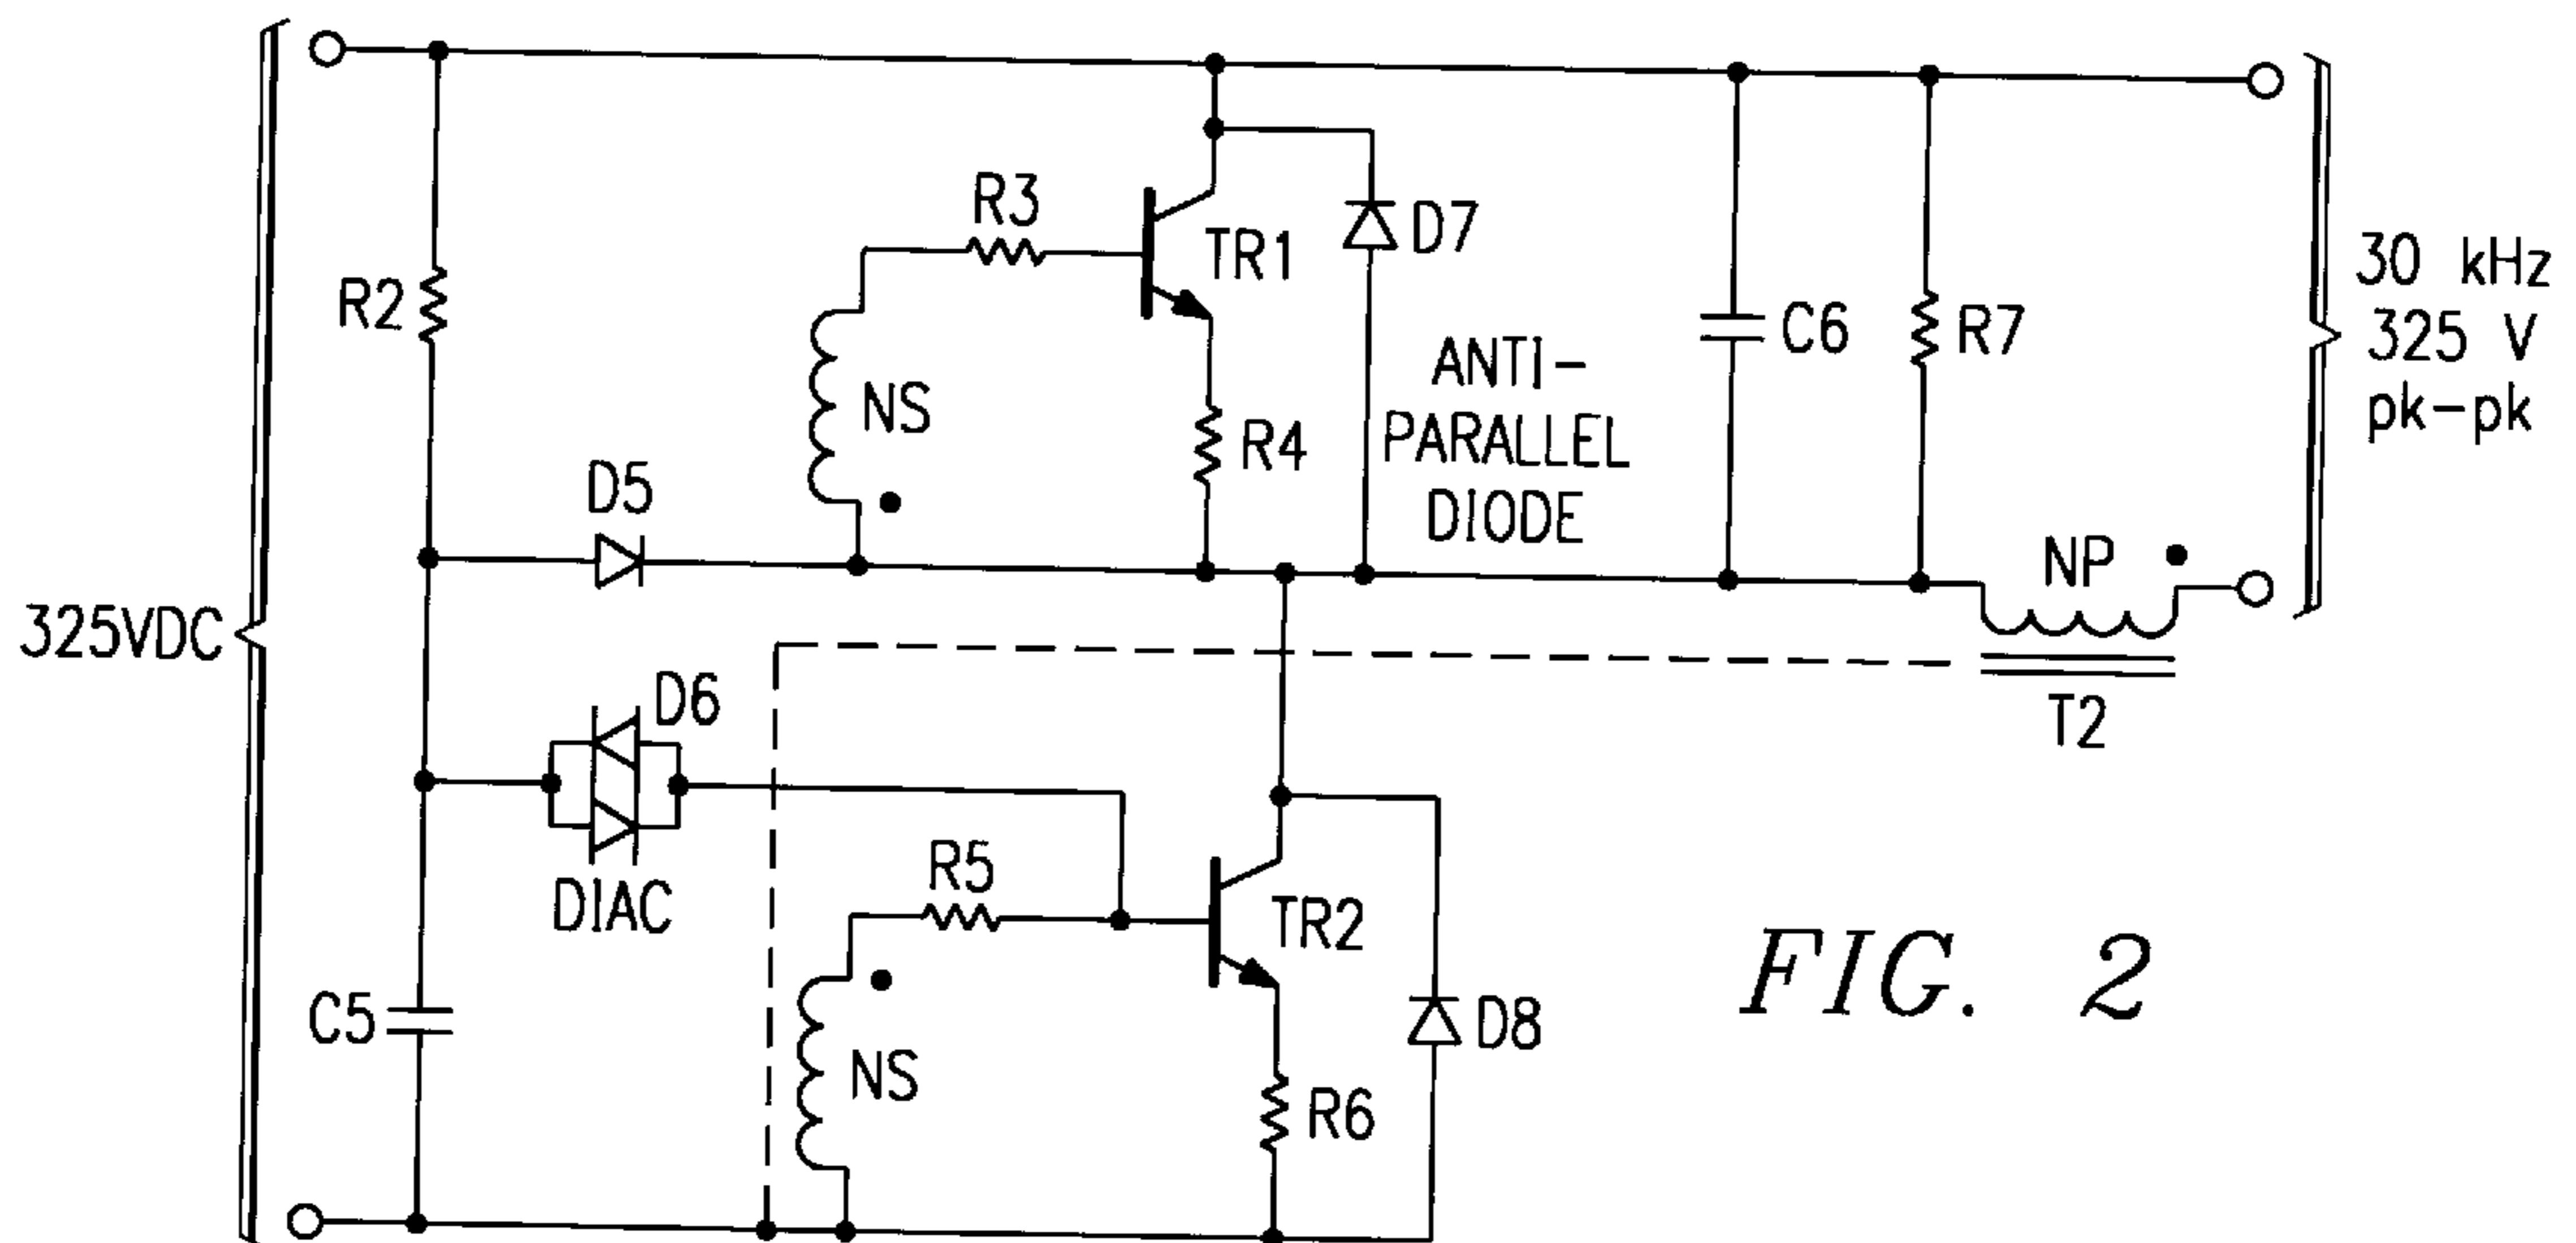 R3
TR1
D7
R2
30 kHz
325 V
pk-pk
C6
R7
NS
R4
ANTI-
PARALLEL
DIODE
D5
NP
325VDC
D6
T2
DIAC
R5
TR2
FIG. 2
C5
NS
D8
R6